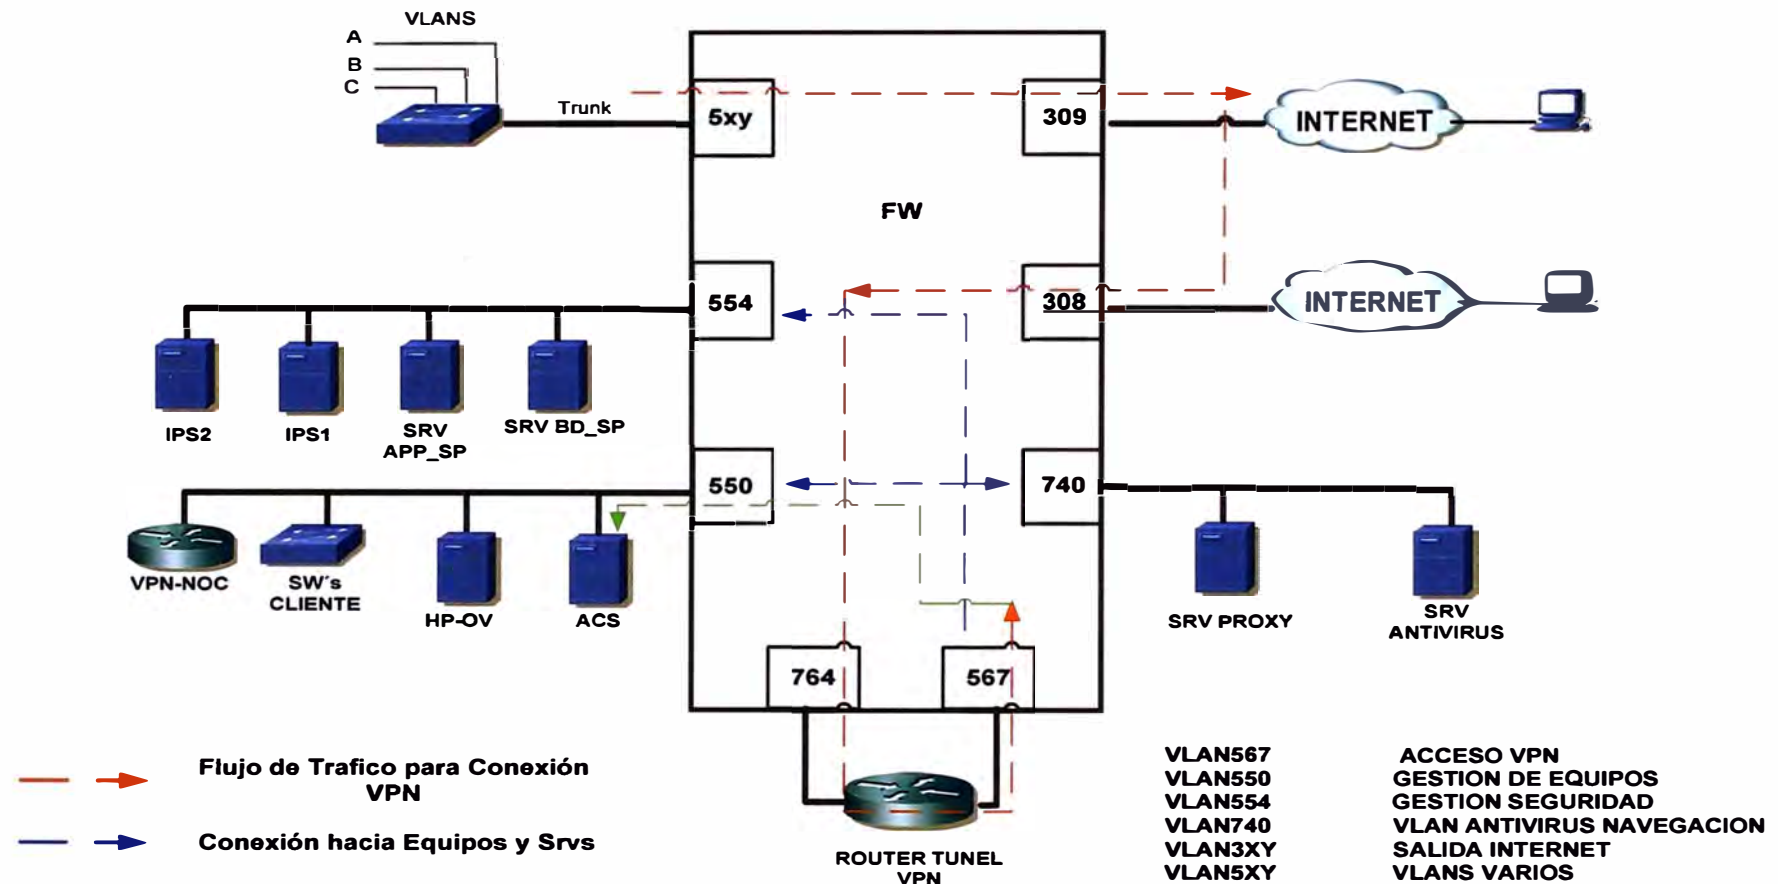 VLANS
A
B
C
Trunk
5xy
309
INTERNET
FW
554
308
INTERNET
IPS2
IPS1
SRV
APP_SP
SRV BD_SP
550
740
VPN-NOC
SW´s
CLIENTE
HP-OV
ACS
SRV PROXY
SRV
ANTIVIRUS
764
567
Flujo de Trafico para Conexión
VPN
Conexión hacia Equipos y Srvs
ROUTER TUNEL
VPN
VLAN567 ACCESO VPN
VLAN550 GESTION DE EQUIPOS
VLAN554 GESTION SEGURIDAD
VLAN740 VLAN ANTIVIRUS NAVEGACION
VLAN3XY SALIDA INTERNET
VLAN5XY VLANS VARIOS